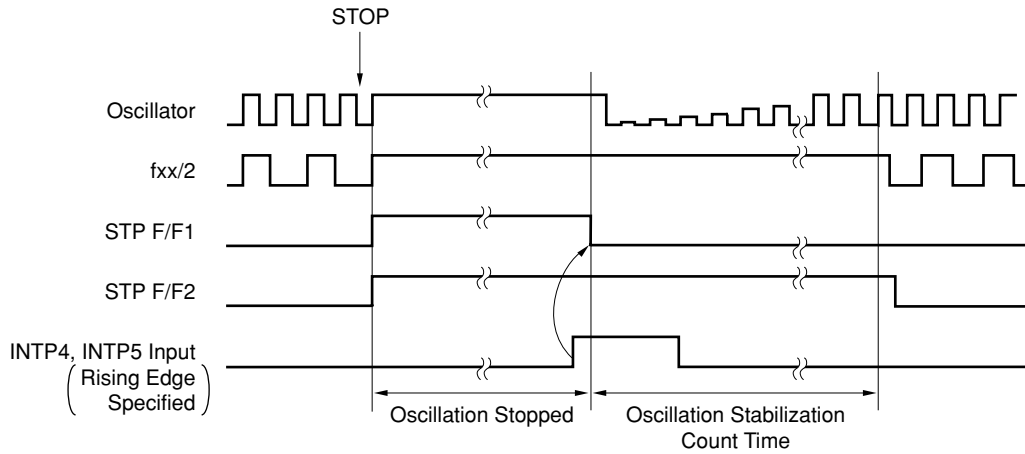 STOP
Oscillator
fxx/2
STP F/F1
STP F/F2
INTP4, INTP5 Input
Rising Edge
Specified
Oscillation Stopped
Oscillation Stabilization
Count Time